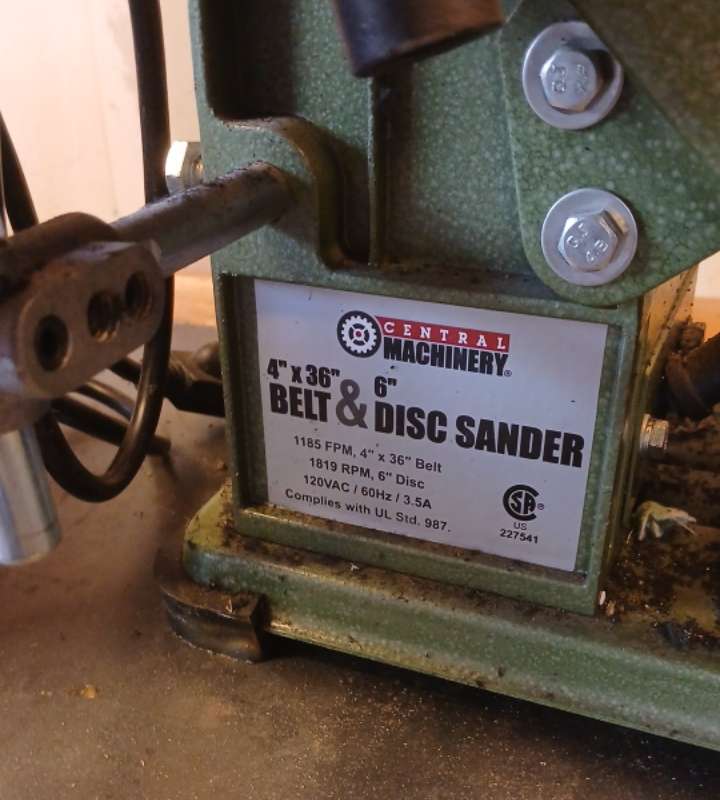 CENTRAL
MACHINERY®
4" x 36" 6"
BELT & DISC SANDER
1185 FPM, 4" x 36" Belt
1819 RPM, 6" Disc
120VAC / 60Hz / 3.5A
Complies with UL Std. 987.
SA®
US
227541